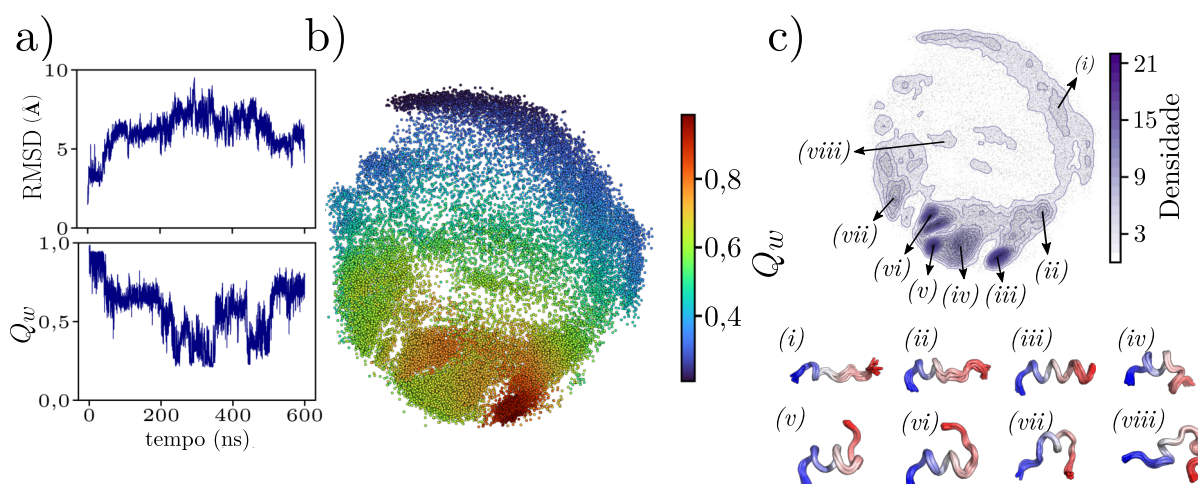 a)
RMSD (Å)
10
5
0
Q_w
1,0
0,5
0,0
0
200
400
600
tempo (ns)
b)
0,8
0,6
0,4
Q_w
c)
(i)
(viii)
(vii)
(vi)
(v)
(iv)
(iii)
(ii)
21
15
9
3
Densidade
(i) (ii) (iii) (iv)
(v) (vi) (vii) (viii)